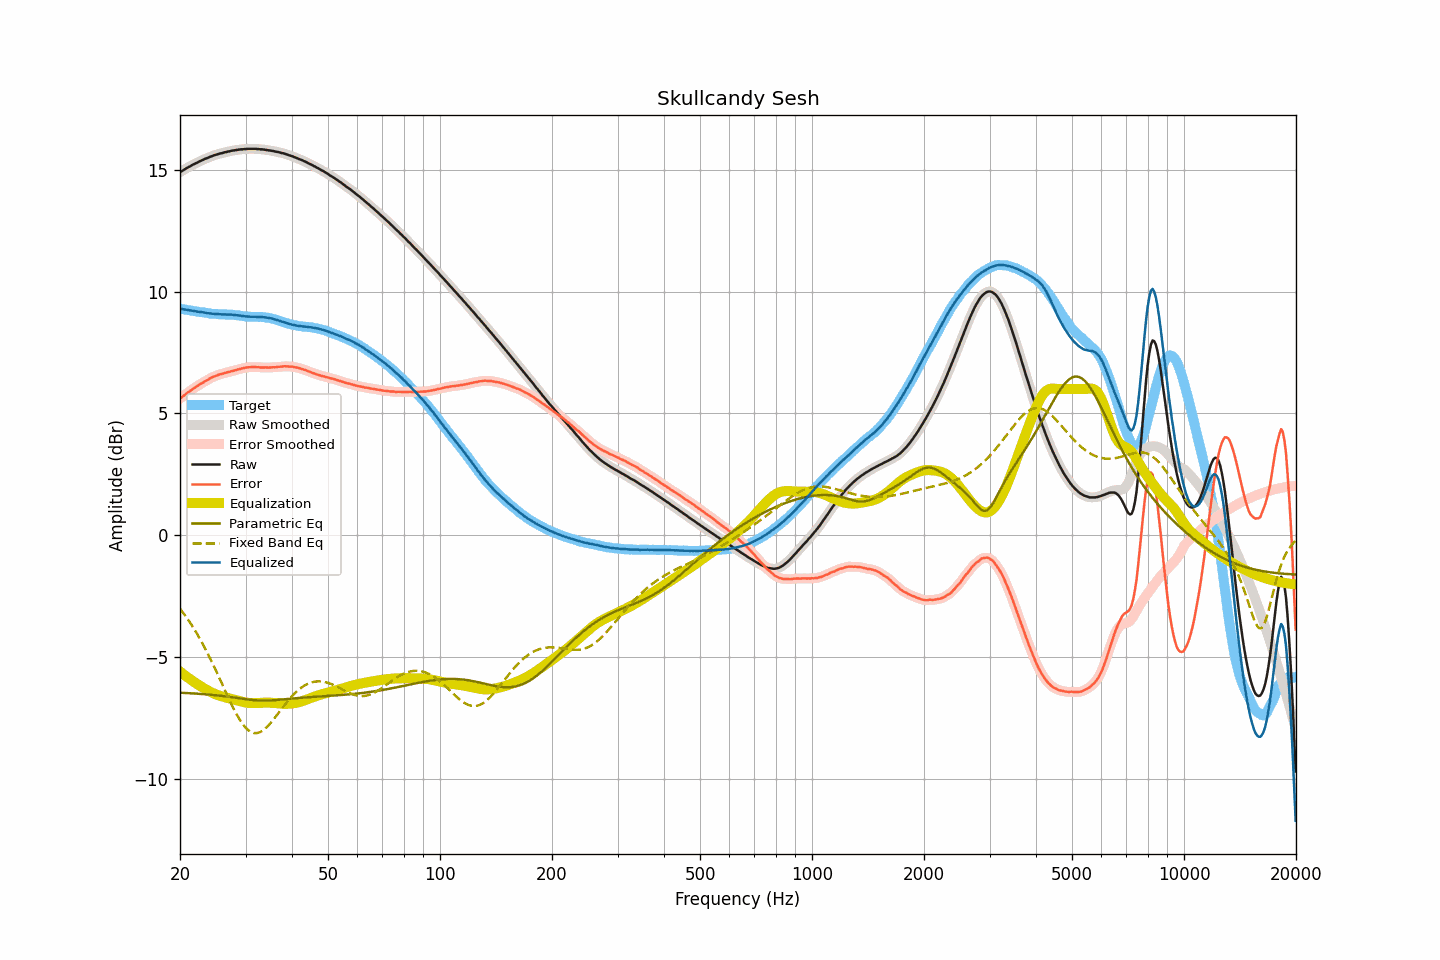 Skullcandy Sesh
Amplitude (dBr)
15
10
5
0
−5
−10
Target
Raw Smoothed
Error Smoothed
Raw
Error
Equalization
Parametric Eq
Fixed Band Eq
Equalized
20 50 100 200 500 1000 2000 5000 10000 20000
Frequency (Hz)